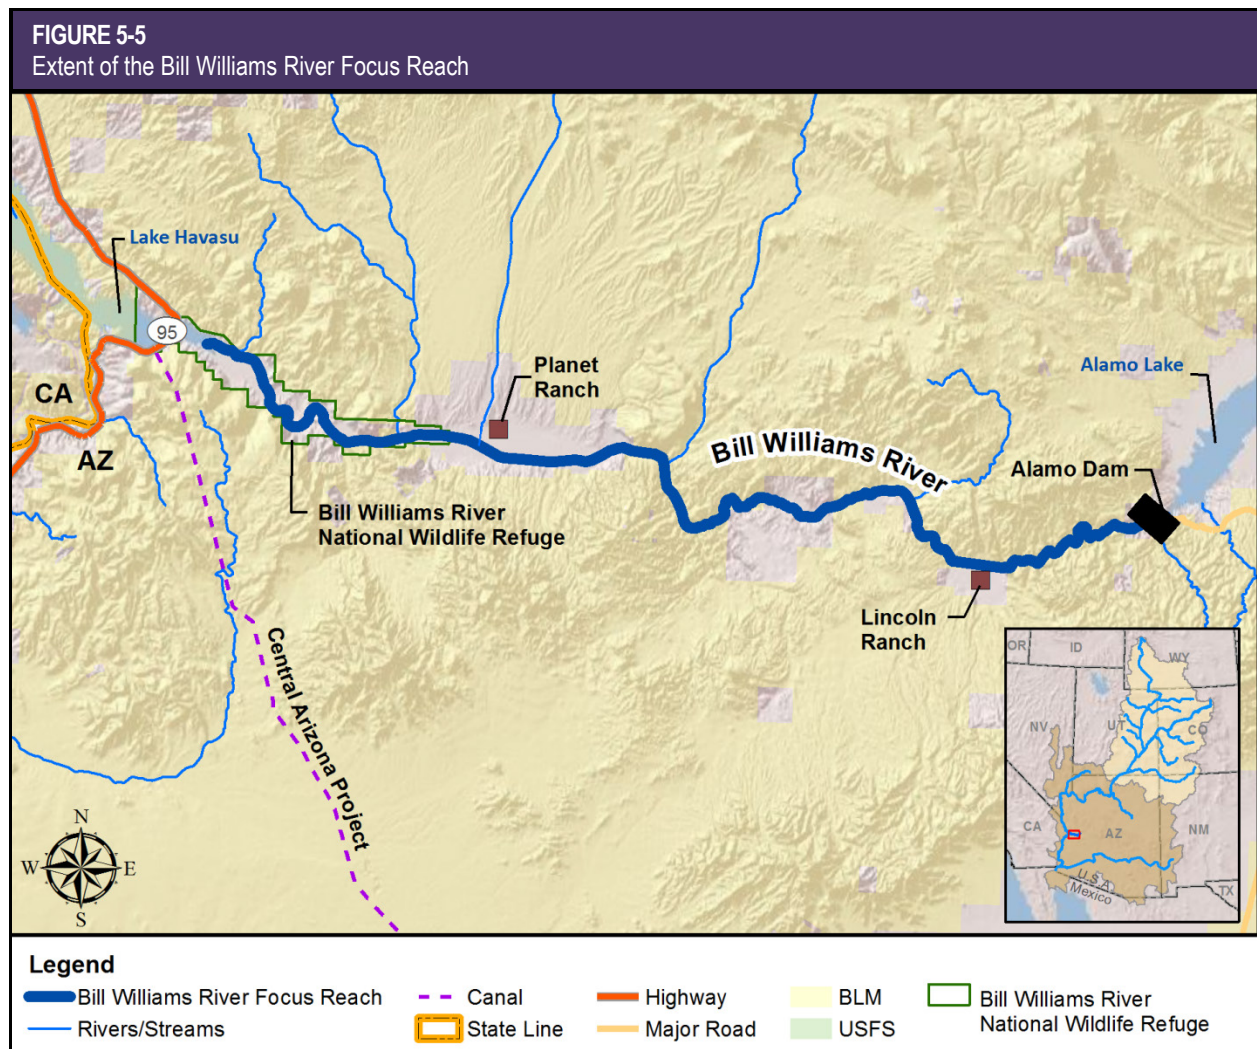 FIGURE 5-5
Extent of the Bill Williams River Focus Reach
Lake Havasu
95
CA
AZ
Planet
Ranch
Bill Williams River
National Wildlife Refuge
Bill Williams River
Alamo Lake
Alamo Dam
Lincoln
Ranch
Central Arizona Project
N
W
E
S
OR
ID
WY
NV
UT
CO
CA
AZ
NM
U.S.A.
Mexico
TX
Legend
Bill Williams River Focus Reach
Canal
Highway
BLM
Bill Williams River
National Wildlife Refuge
Rivers/Streams
State Line
Major Road
USFS